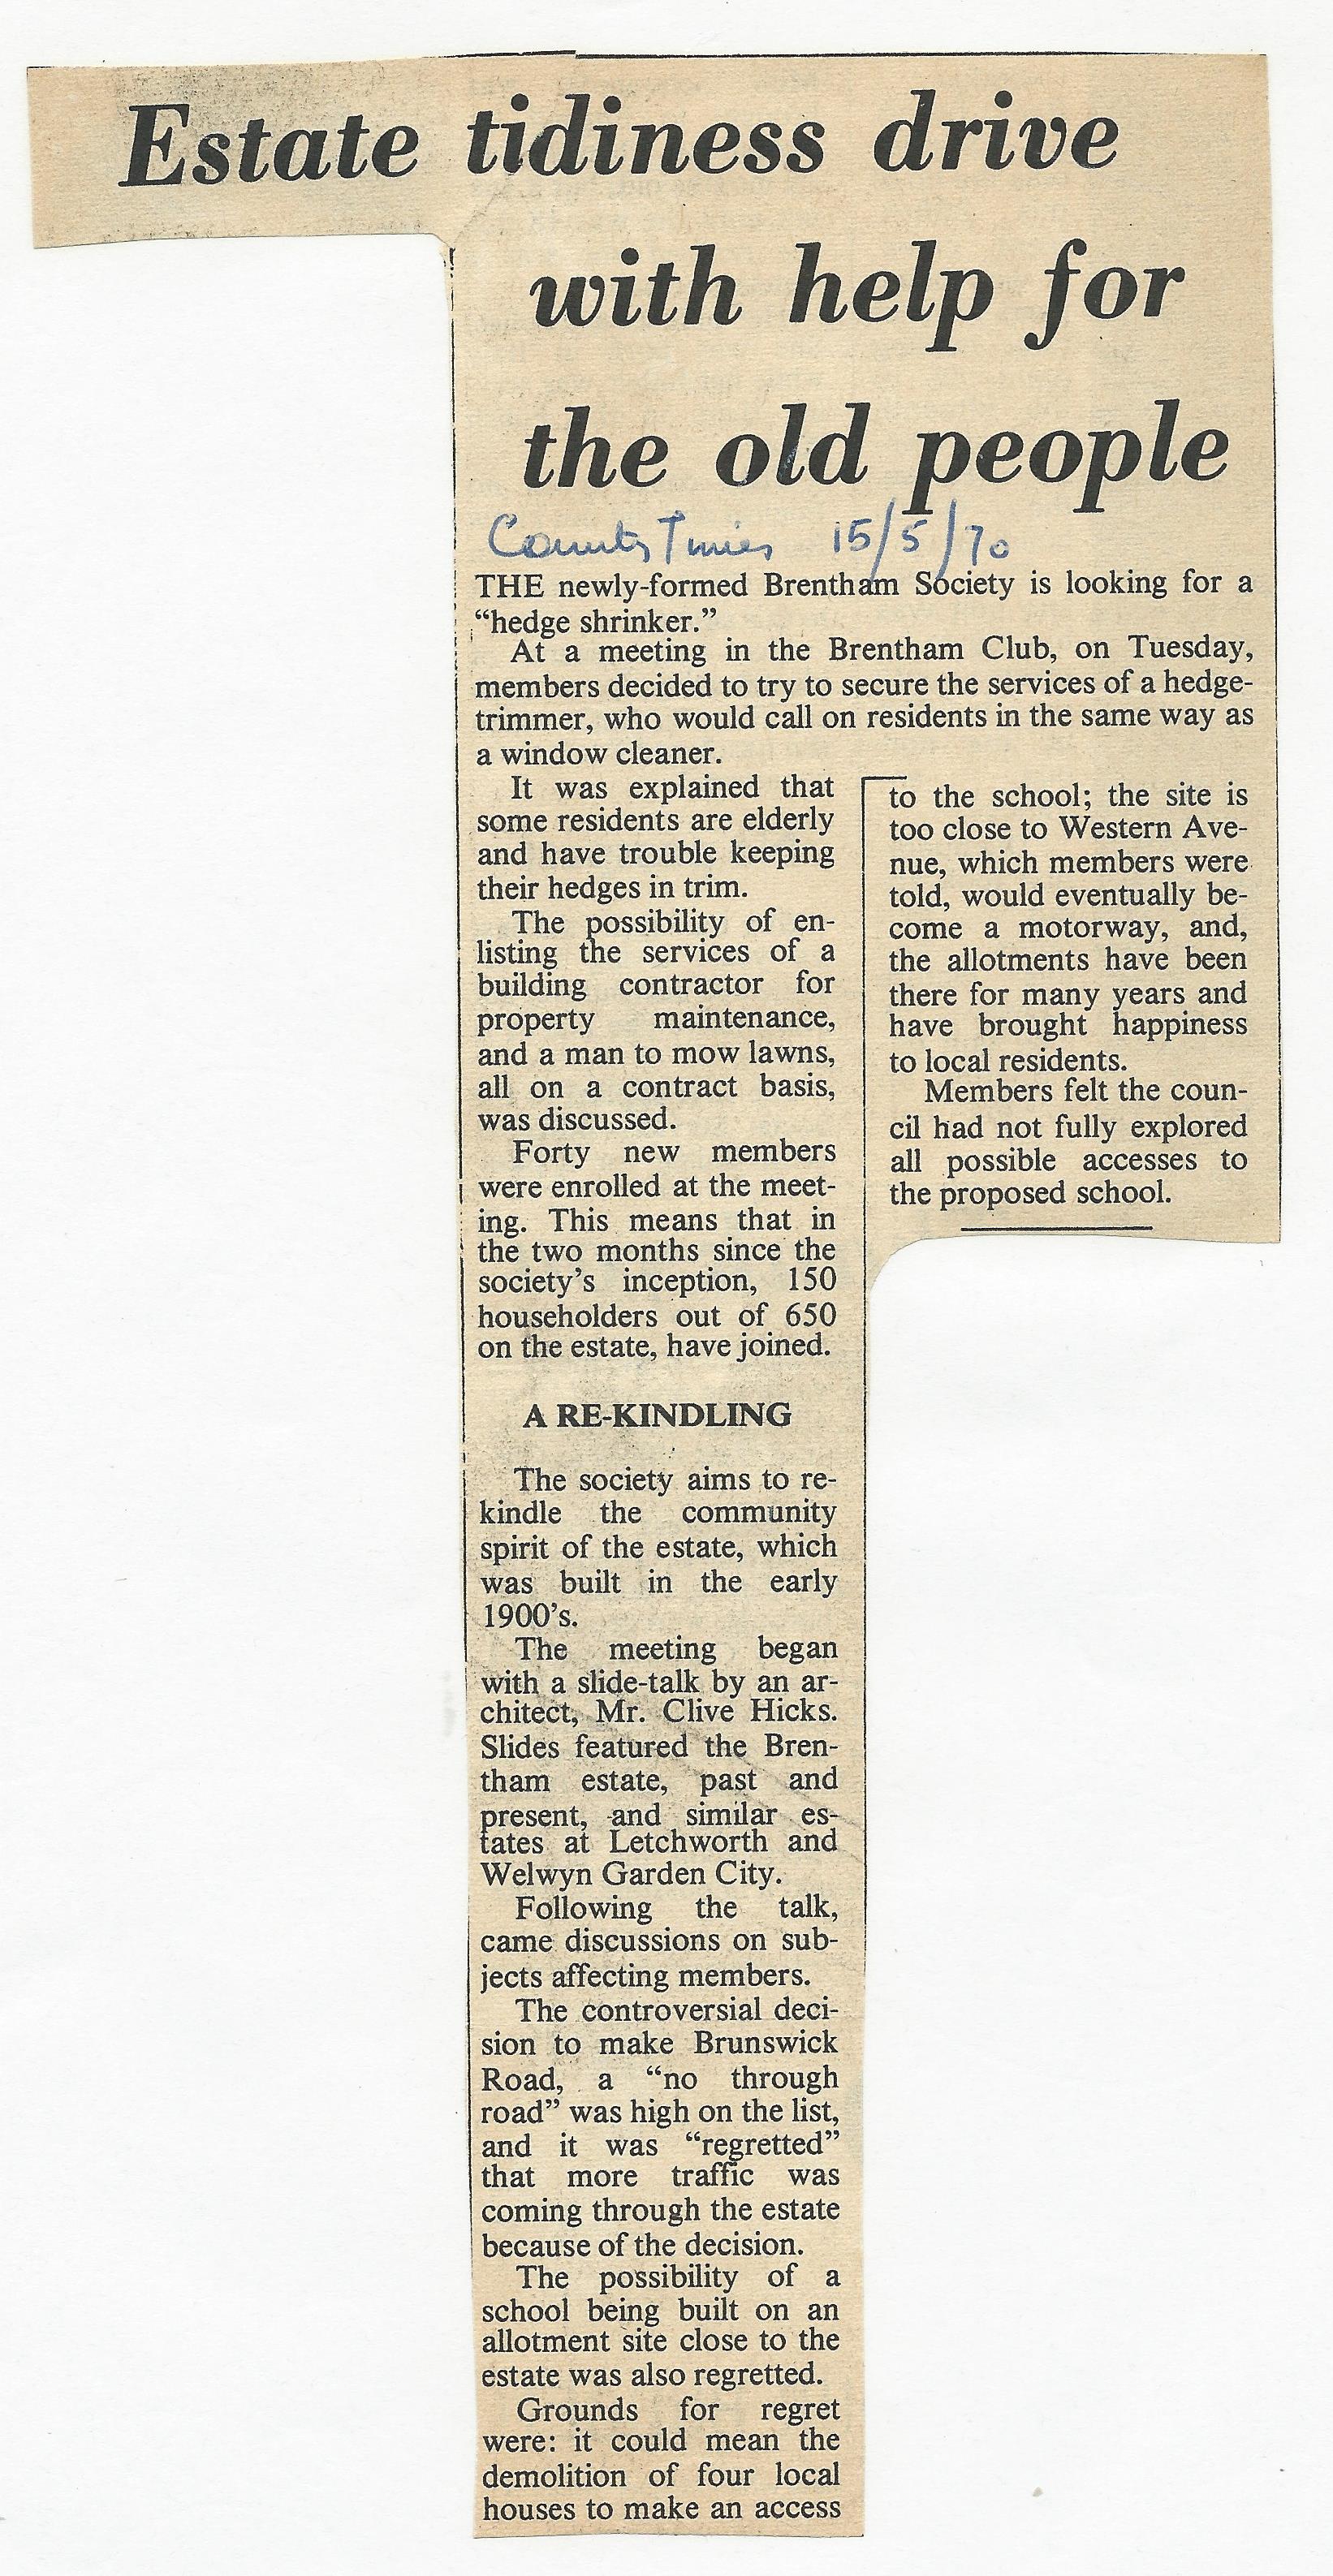 Estate tidiness drive
with help for
the old people
County Times 15/5/70
THE newly-formed Brentham Society is looking for a
“hedge shrinker.”
At a meeting in the Brentham Club, on Tuesday,
members decided to try to secure the services of a hedge-
trimmer, who would call on residents in the same way as
a window cleaner.
It was explained that
some residents are elderly
and have trouble keeping
their hedges in trim.
The possibility of en-
listing the services of a
building contractor for
property maintenance,
and a man to mow lawns,
all on a contract basis,
was discussed.
Forty new members
were enrolled at the meet-
ing. This means that in
the two months since the
society’s inception, 150
householders out of 650
on the estate, have joined.
A RE-KINDLING
The society aims to re-
kindle the community
spirit of the estate, which
was built in the early
1900’s.
The meeting began
with a slide-talk by an ar-
chitect, Mr. Clive Hicks.
Slides featured the Bren-
tham estate, past and
present, and similar es-
tates at Letchworth and
Welwyn Garden City.
Following the talk,
came discussions on sub-
jects affecting members.
The controversial deci-
sion to make Brunswick
Road, a “no through
road” was high on the list,
and it was “regretted”
that more traffic was
coming through the estate
because of the decision.
The possibility of a
school being built on an
allotment site close to the
estate was also regretted.
Grounds for regret
were: it could mean the
demolition of four local
houses to make an access
to the school; the site is
too close to Western Ave-
nue, which members were
told, would eventually be-
come a motorway, and,
the allotments have been
there for many years and
have brought happiness
to local residents.
Members felt the coun-
cil had not fully explored
all possible accesses to
the proposed school.